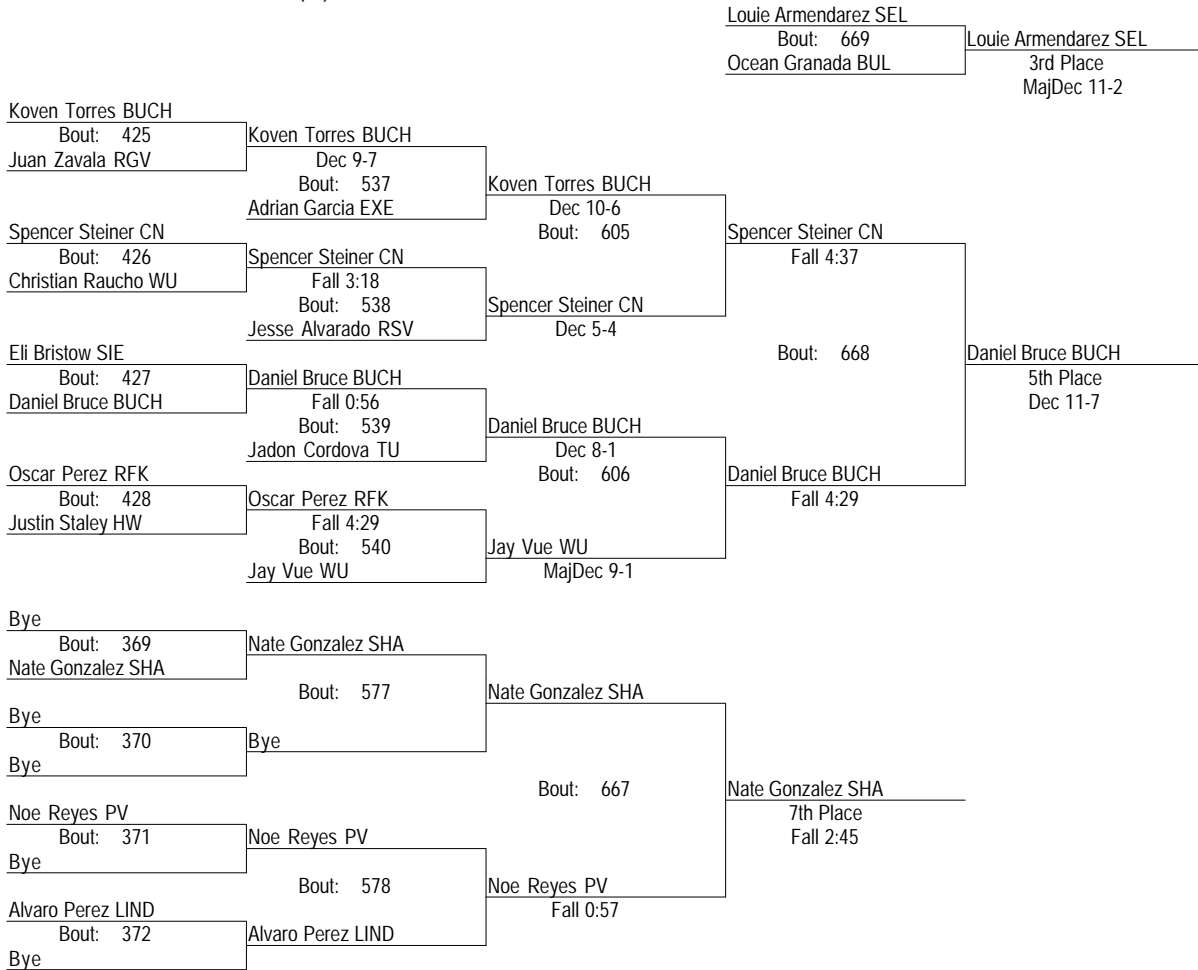 Louie Armendarez SEL
Bout: 669
Louie Armendarez SEL
Ocean Granada BUL
3rd Place
MajDec 11-2
Koven Torres BUCH
Bout: 425
Koven Torres BUCH
Juan Zavala RGV
Dec 9-7
Bout: 537
Koven Torres BUCH
Adrian Garcia EXE
Dec 10-6
Spencer Steiner CN
Bout: 605
Spencer Steiner CN
Bout: 426
Spencer Steiner CN
Fall 4:37
Christian Raucho WU
Fall 3:18
Bout: 538
Spencer Steiner CN
Jesse Alvarado RSV
Dec 5-4
Eli Bristow SIE
Bout: 668
Daniel Bruce BUCH
Bout: 427
Daniel Bruce BUCH
5th Place
Daniel Bruce BUCH
Fall 0:56
Dec 11-7
Bout: 539
Daniel Bruce BUCH
Jadon Cordova TU
Dec 8-1
Oscar Perez RFK
Bout: 606
Daniel Bruce BUCH
Bout: 428
Oscar Perez RFK
Fall 4:29
Justin Staley HW
Fall 4:29
Bout: 540
Jay Vue WU
Jay Vue WU
MajDec 9-1
Bye
Bout: 369
Nate Gonzalez SHA
Nate Gonzalez SHA
Bout: 577
Nate Gonzalez SHA
Bye
Bout: 370
Bye
Bye
Bout: 667
Nate Gonzalez SHA
Noe Reyes PV
7th Place
Bout: 371
Noe Reyes PV
Fall 2:45
Bye
Bout: 578
Noe Reyes PV
Alvaro Perez LIND
Fall 0:57
Bout: 372
Alvaro Perez LIND
Bye